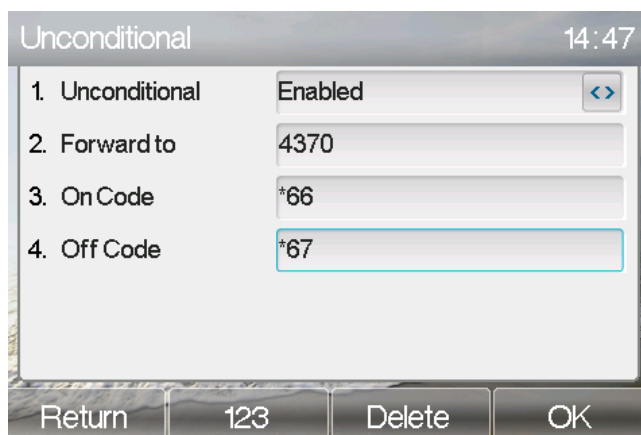 Unconditional 14:47
1. Unconditional Enabled <>
2. Forward to 4370
3. On Code *66
4. Off Code *67
Return 123 Delete OK